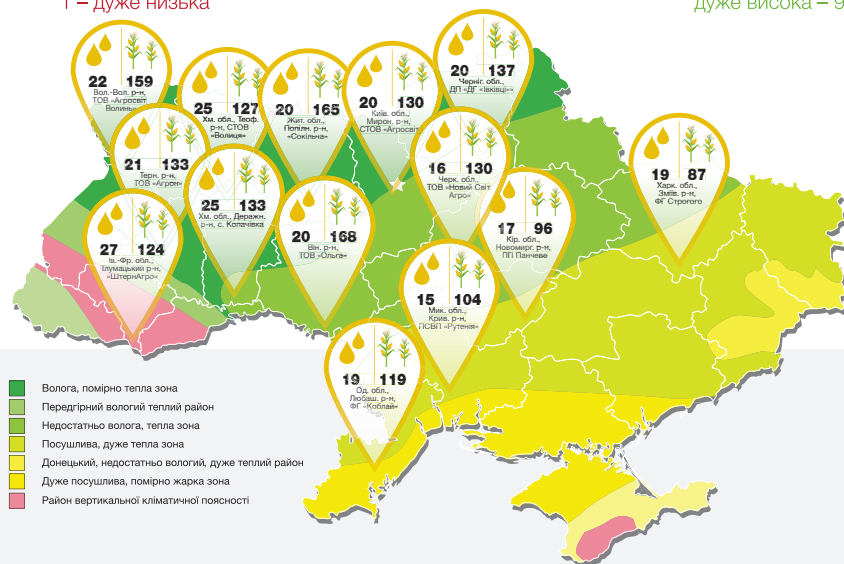 1 – дуже низька
дуже висока – 9
22 159
Вол.-Вол. р-н,
ТОВ «Агросвіт
Волинь»
25 127
Хм. обл., Теоф.
р-н, СТОВ
«Волиця»
20 165
Жит. обл.,
Попілн. р-н,
«Сокільча»
20 130
Київ. обл.,
Мирон. р-н,
СТОВ «Агросвіт»
20 137
Черніг. обл.,
ДП «ДГ «Івківці»»
21 133
Терн. р-н,
ТОВ «Агрон»
25 133
Хм. обл., Деражн.
р-н, с. Копачівка
16 130
Черк. обл.,
ТОВ «Новий Світ
Агро»
19 87
Харк. обл.,
Зміїв. р-н,
ФГ Строгого
27 124
Ів.-Фр. обл.,
Тлумацький р-н,
«ШтернАгро»
20 168
Він. р-н,
ТОВ «Ольга»
17 96
Кір. обл.,
Новомирг. р-н,
ПП Панчеве
15 104
Мик. обл.,
Крив. р-н,
ПСВП «Рутенія»
19 119
Од. обл.,
Любаш. р-н,
ФГ «Коблай»
Волога, помірно тепла зона
Передгірний вологий теплий район
Недостатньо волога, тепла зона
Посушлива, дуже тепла зона
Донецький, недостатньо вологий, дуже теплий район
Дуже посушлива, помірно жарка зона
Район вертикальної кліматичної поясності